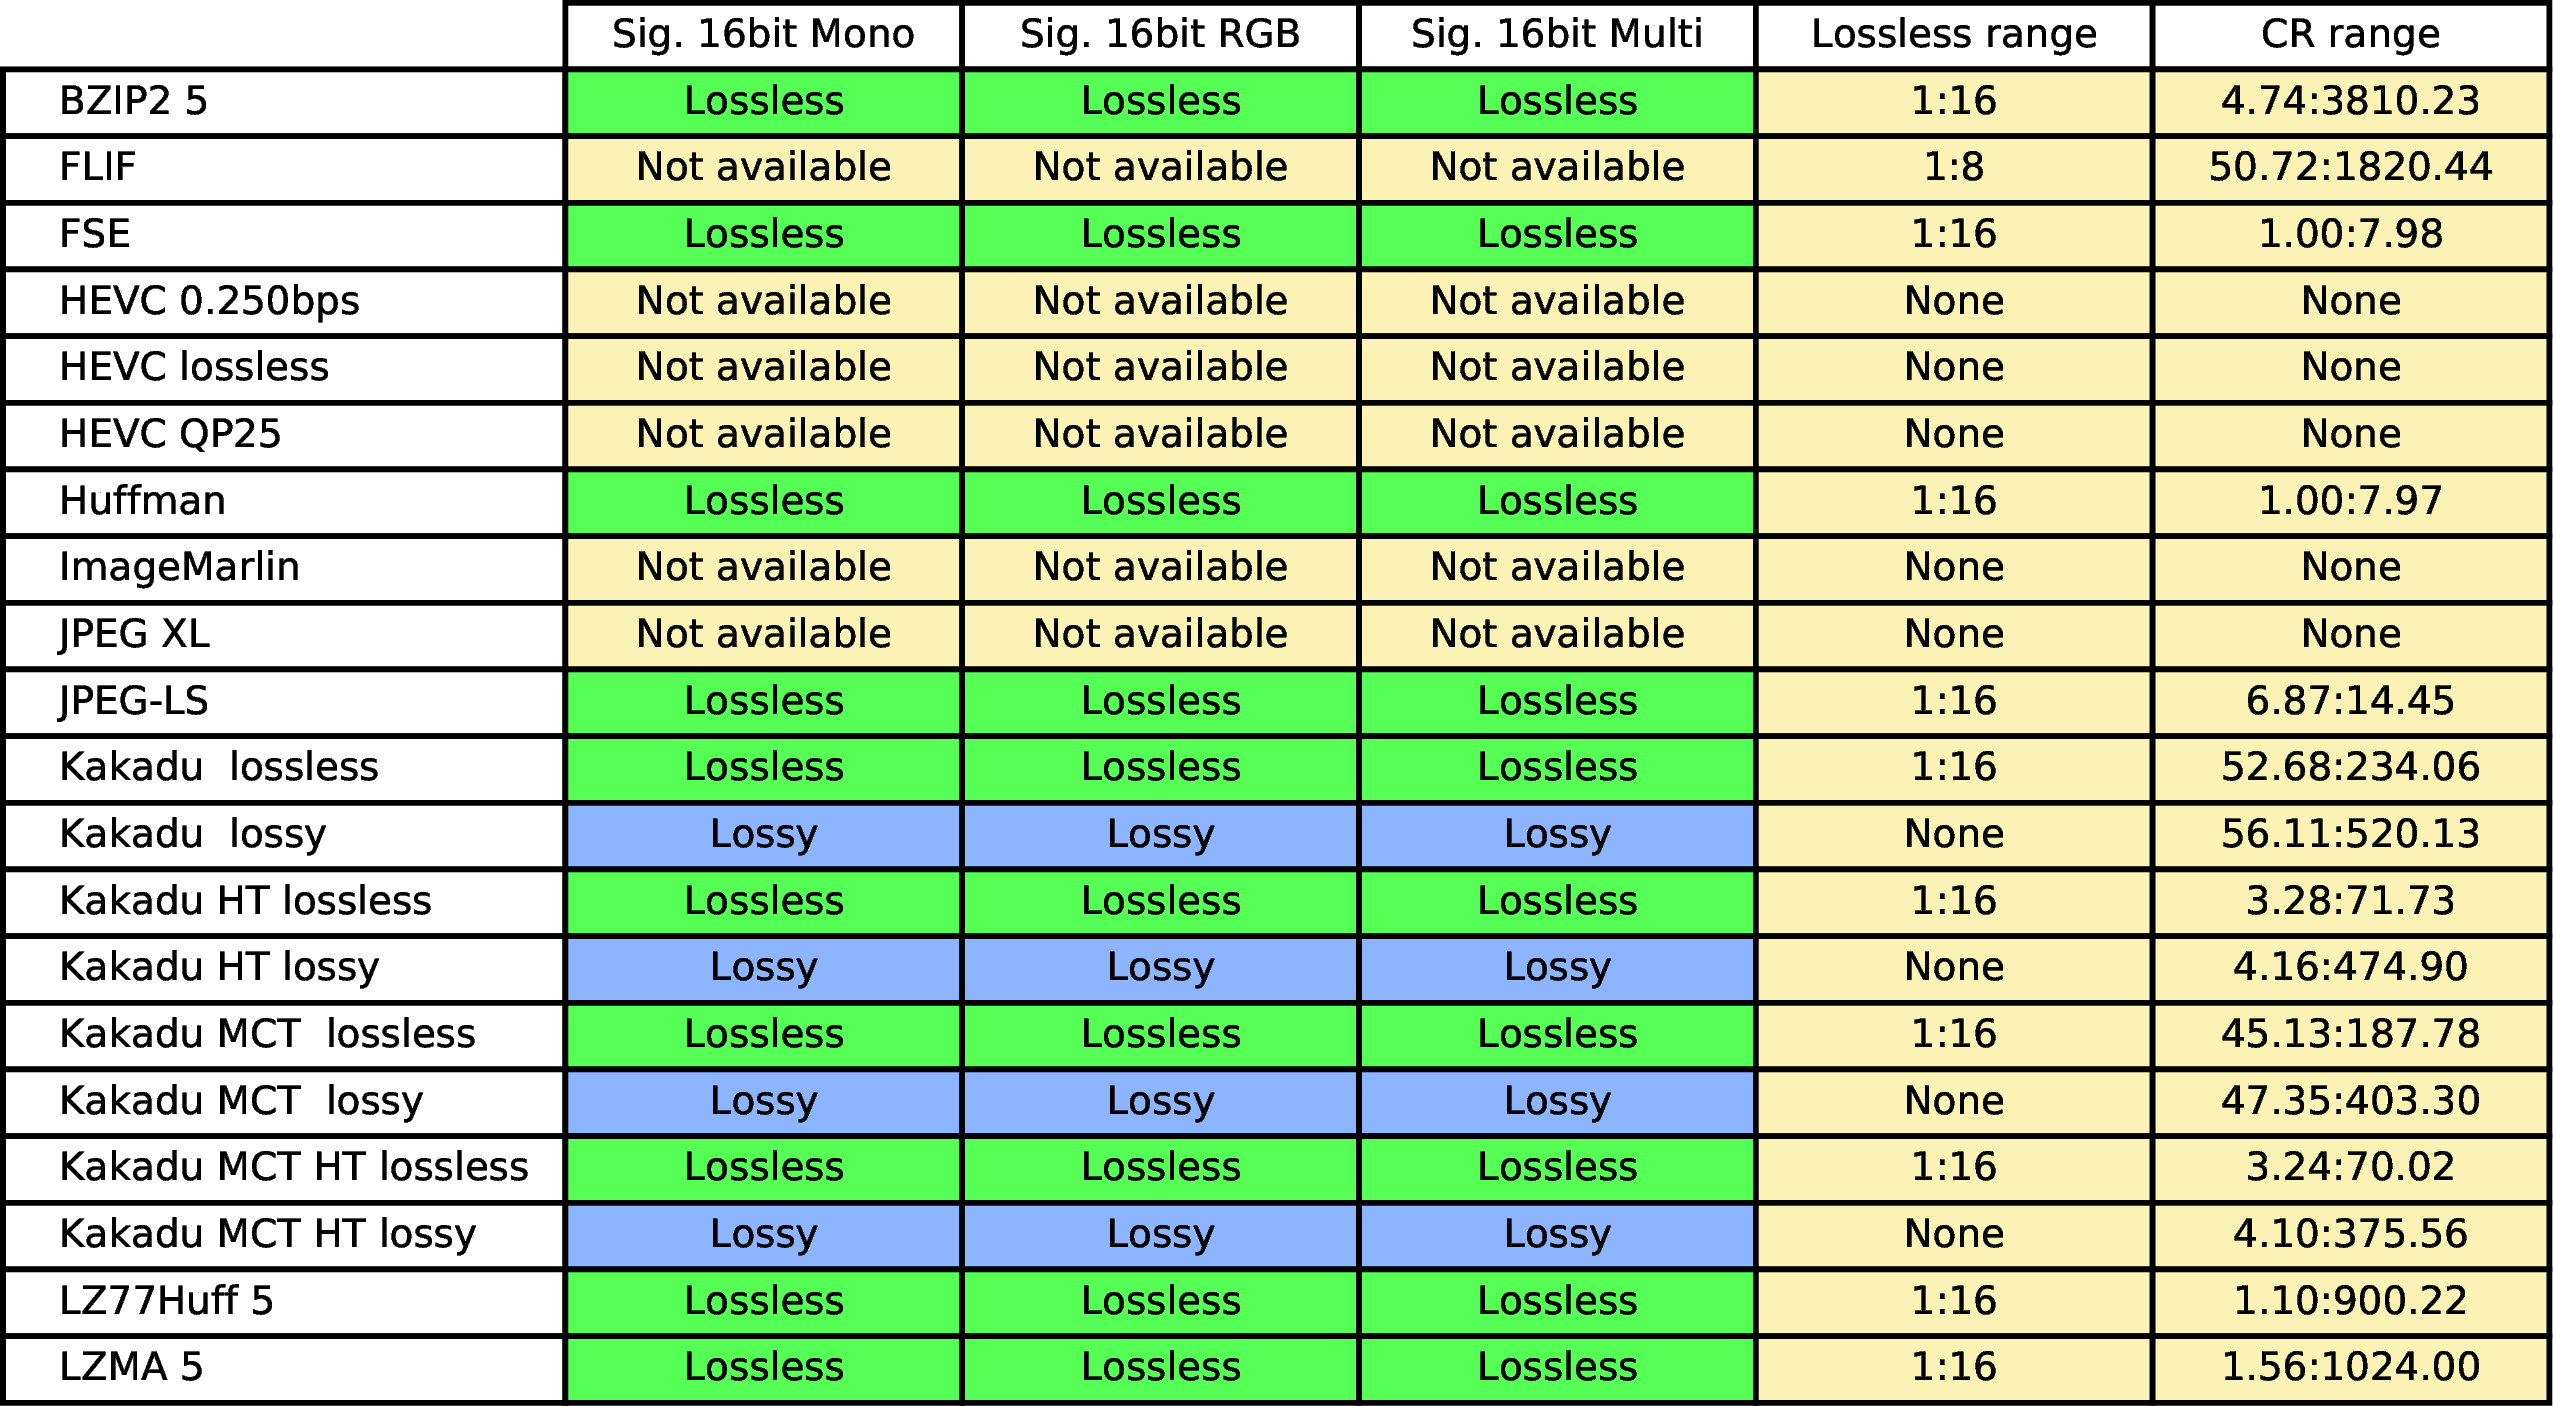 Sig. 16bit Mono Sig. 16bit RGB Sig. 16bit Multi Lossless range CR range
BZIP2 5 Lossless Lossless Lossless 1:16 4.74:3810.23
FLIF Not available Not available Not available 1:8 50.72:1820.44
FSE Lossless Lossless Lossless 1:16 1.00:7.98
HEVC 0.250bps Not available Not available Not available None None
HEVC lossless Not available Not available Not available None None
HEVC QP25 Not available Not available Not available None None
Huffman Lossless Lossless Lossless 1:16 1.00:7.97
ImageMarlin Not available Not available Not available None None
JPEG XL Not available Not available Not available None None
JPEG-LS Lossless Lossless Lossless 1:16 6.87:14.45
Kakadu lossless Lossless Lossless Lossless 1:16 52.68:234.06
Kakadu lossy Lossy Lossy Lossy None 56.11:520.13
Kakadu HT lossless Lossless Lossless Lossless 1:16 3.28:71.73
Kakadu HT lossy Lossy Lossy Lossy None 4.16:474.90
Kakadu MCT lossless Lossless Lossless Lossless 1:16 45.13:187.78
Kakadu MCT lossy Lossy Lossy Lossy None 47.35:403.30
Kakadu MCT HT lossless Lossless Lossless Lossless 1:16 3.24:70.02
Kakadu MCT HT lossy Lossy Lossy Lossy None 4.10:375.56
LZ77Huff 5 Lossless Lossless Lossless 1:16 1.10:900.22
LZMA 5 Lossless Lossless Lossless 1:16 1.56:1024.00